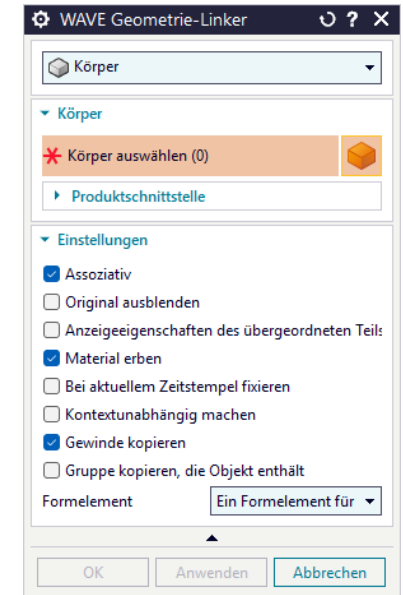 WAVE Geometrie-Linker
Körper
Körper
Körper auswählen (0)
Produktschnittstelle
Einstellungen
Assoziativ
Original ausblenden
Anzeigeeigenschaften des übergeordneten Teils
Material erben
Bei aktuellem Zeitstempel fixieren
Kontextunabhängig machen
Gewinde kopieren
Gruppe kopieren, die Objekt enthält
Formelement Ein Formelement für
OK Anwenden Abbrechen